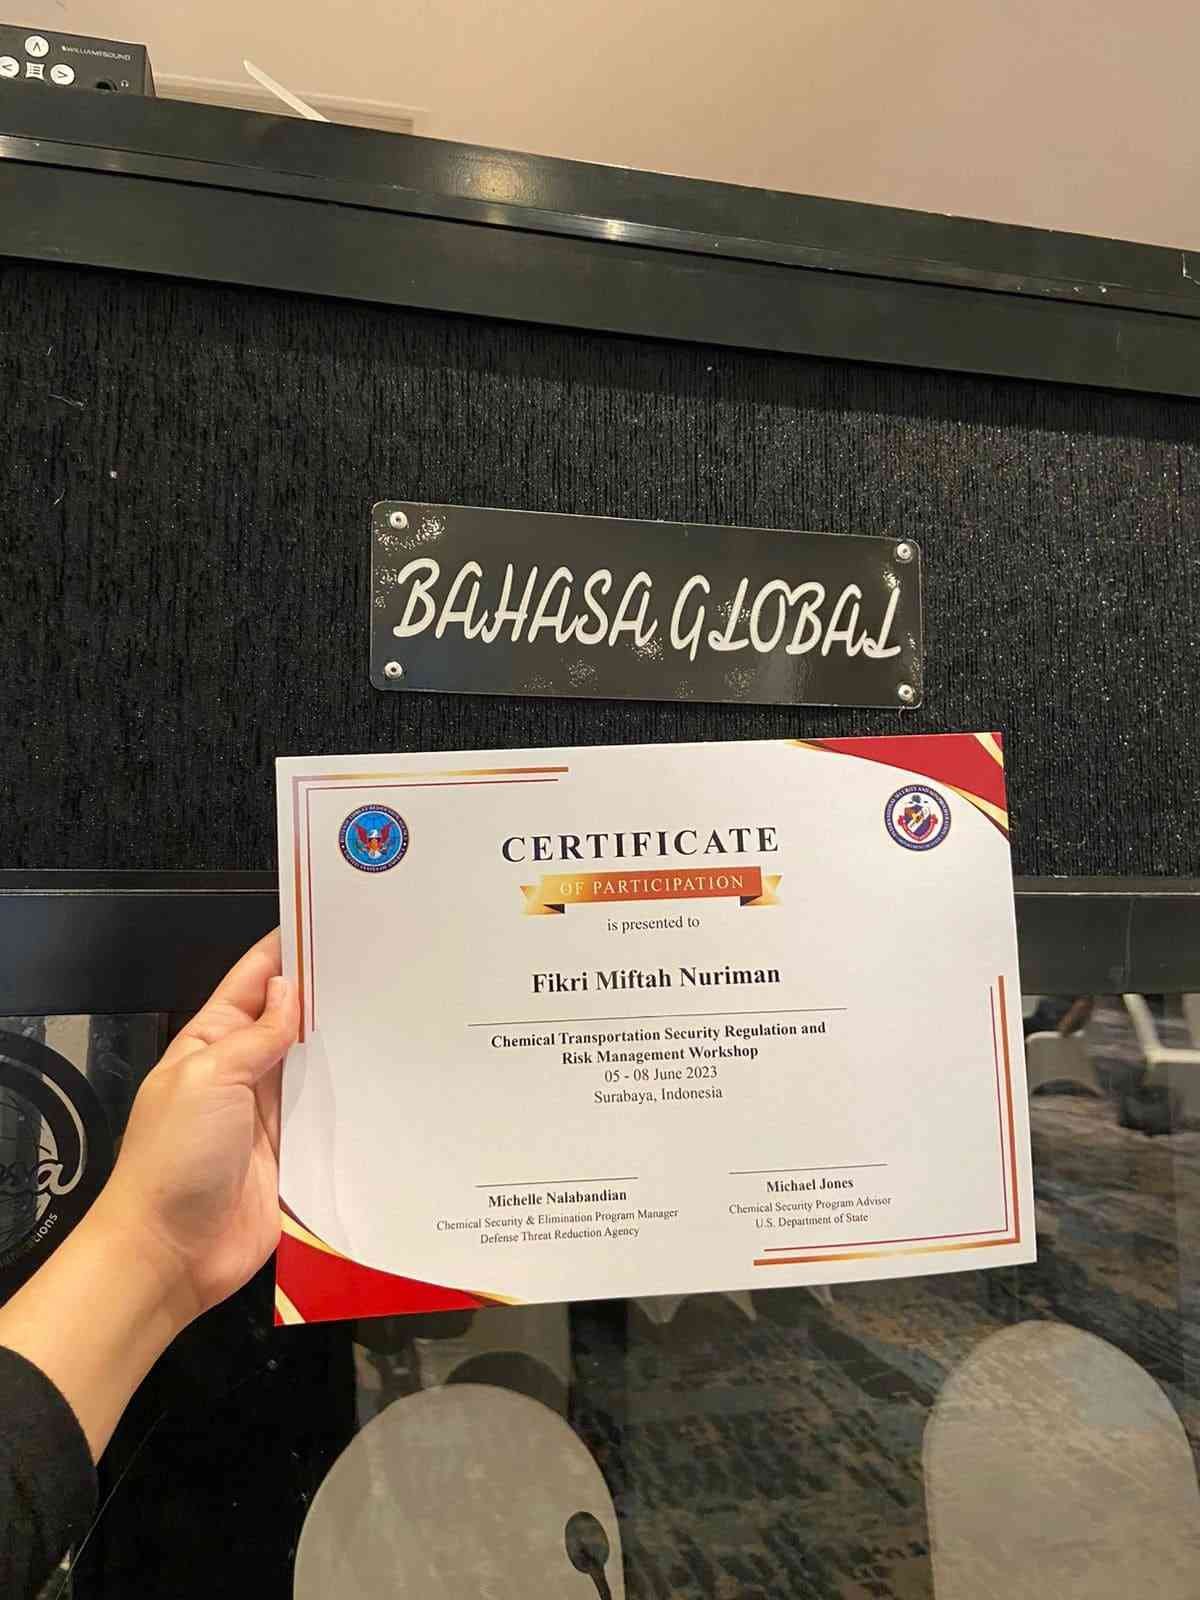 WILLIAMS SOUND
BAHASA GLOBAL
CERTIFICATE
OF PARTICIPATION
is presented to
Fikri Miftah Nuriman
Chemical Transportation Security Regulation and
Risk Management Workshop
05 - 08 June 2023
Surabaya, Indonesia
Michelle Nalabandian
Chemical Security & Elimination Program Manager
Defense Threat Reduction Agency
Michael Jones
Chemical Security Program Advisor
U.S. Department of State